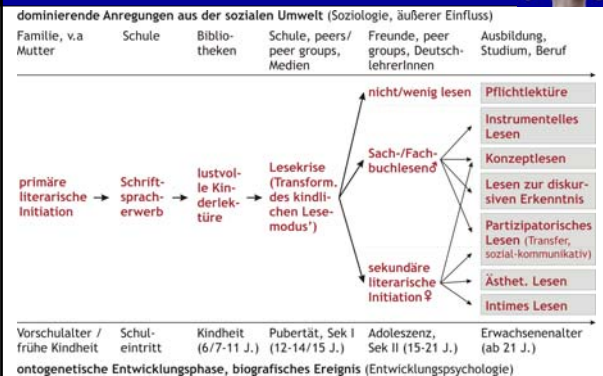 dominierende Anregungen aus der sozialen Umwelt (Soziologie, äußerer Einfluss)
Familie, v.a
Mutter
Schule
Biblio-
theken
Schule, peers/
peer groups,
Medien
Freunde, peer
groups, Deutsch-
lehrerInnen
Ausbildung,
Studium, Beruf
primäre
literarische
Initiation
Schrift-
sprach-
erwerb
lustvol-
le Kin-
derlek-
türe
Lesekrise
(Transform.
des kindli-
chen Lese-
modus')
nicht/wenig lesen
Sach-/Fach-
buchlesen♂
sekundäre
literarische
Initiation♀
Pflichtlektüre
Instrumentelles
Lesen
Konzeptlesen
Lesen zur diskur-
siven Erkenntnis
Partizipatorisches
Lesen (Transfer,
sozial-kommunikativ)
Ästhet. Lesen
Intimes Lesen
Vorschulalter /
frühe Kindheit
Schul-
eintritt
Kindheit
(6/7-11 J.)
Pubertät, Sek I
(12-14/15 J.)
Adoleszenz,
Sek II (15-21 J.)
Erwachsenenalter
(ab 21 J.)
ontogenetische Entwicklungsphase, biografisches Ereignis (Entwicklungspsychologie)